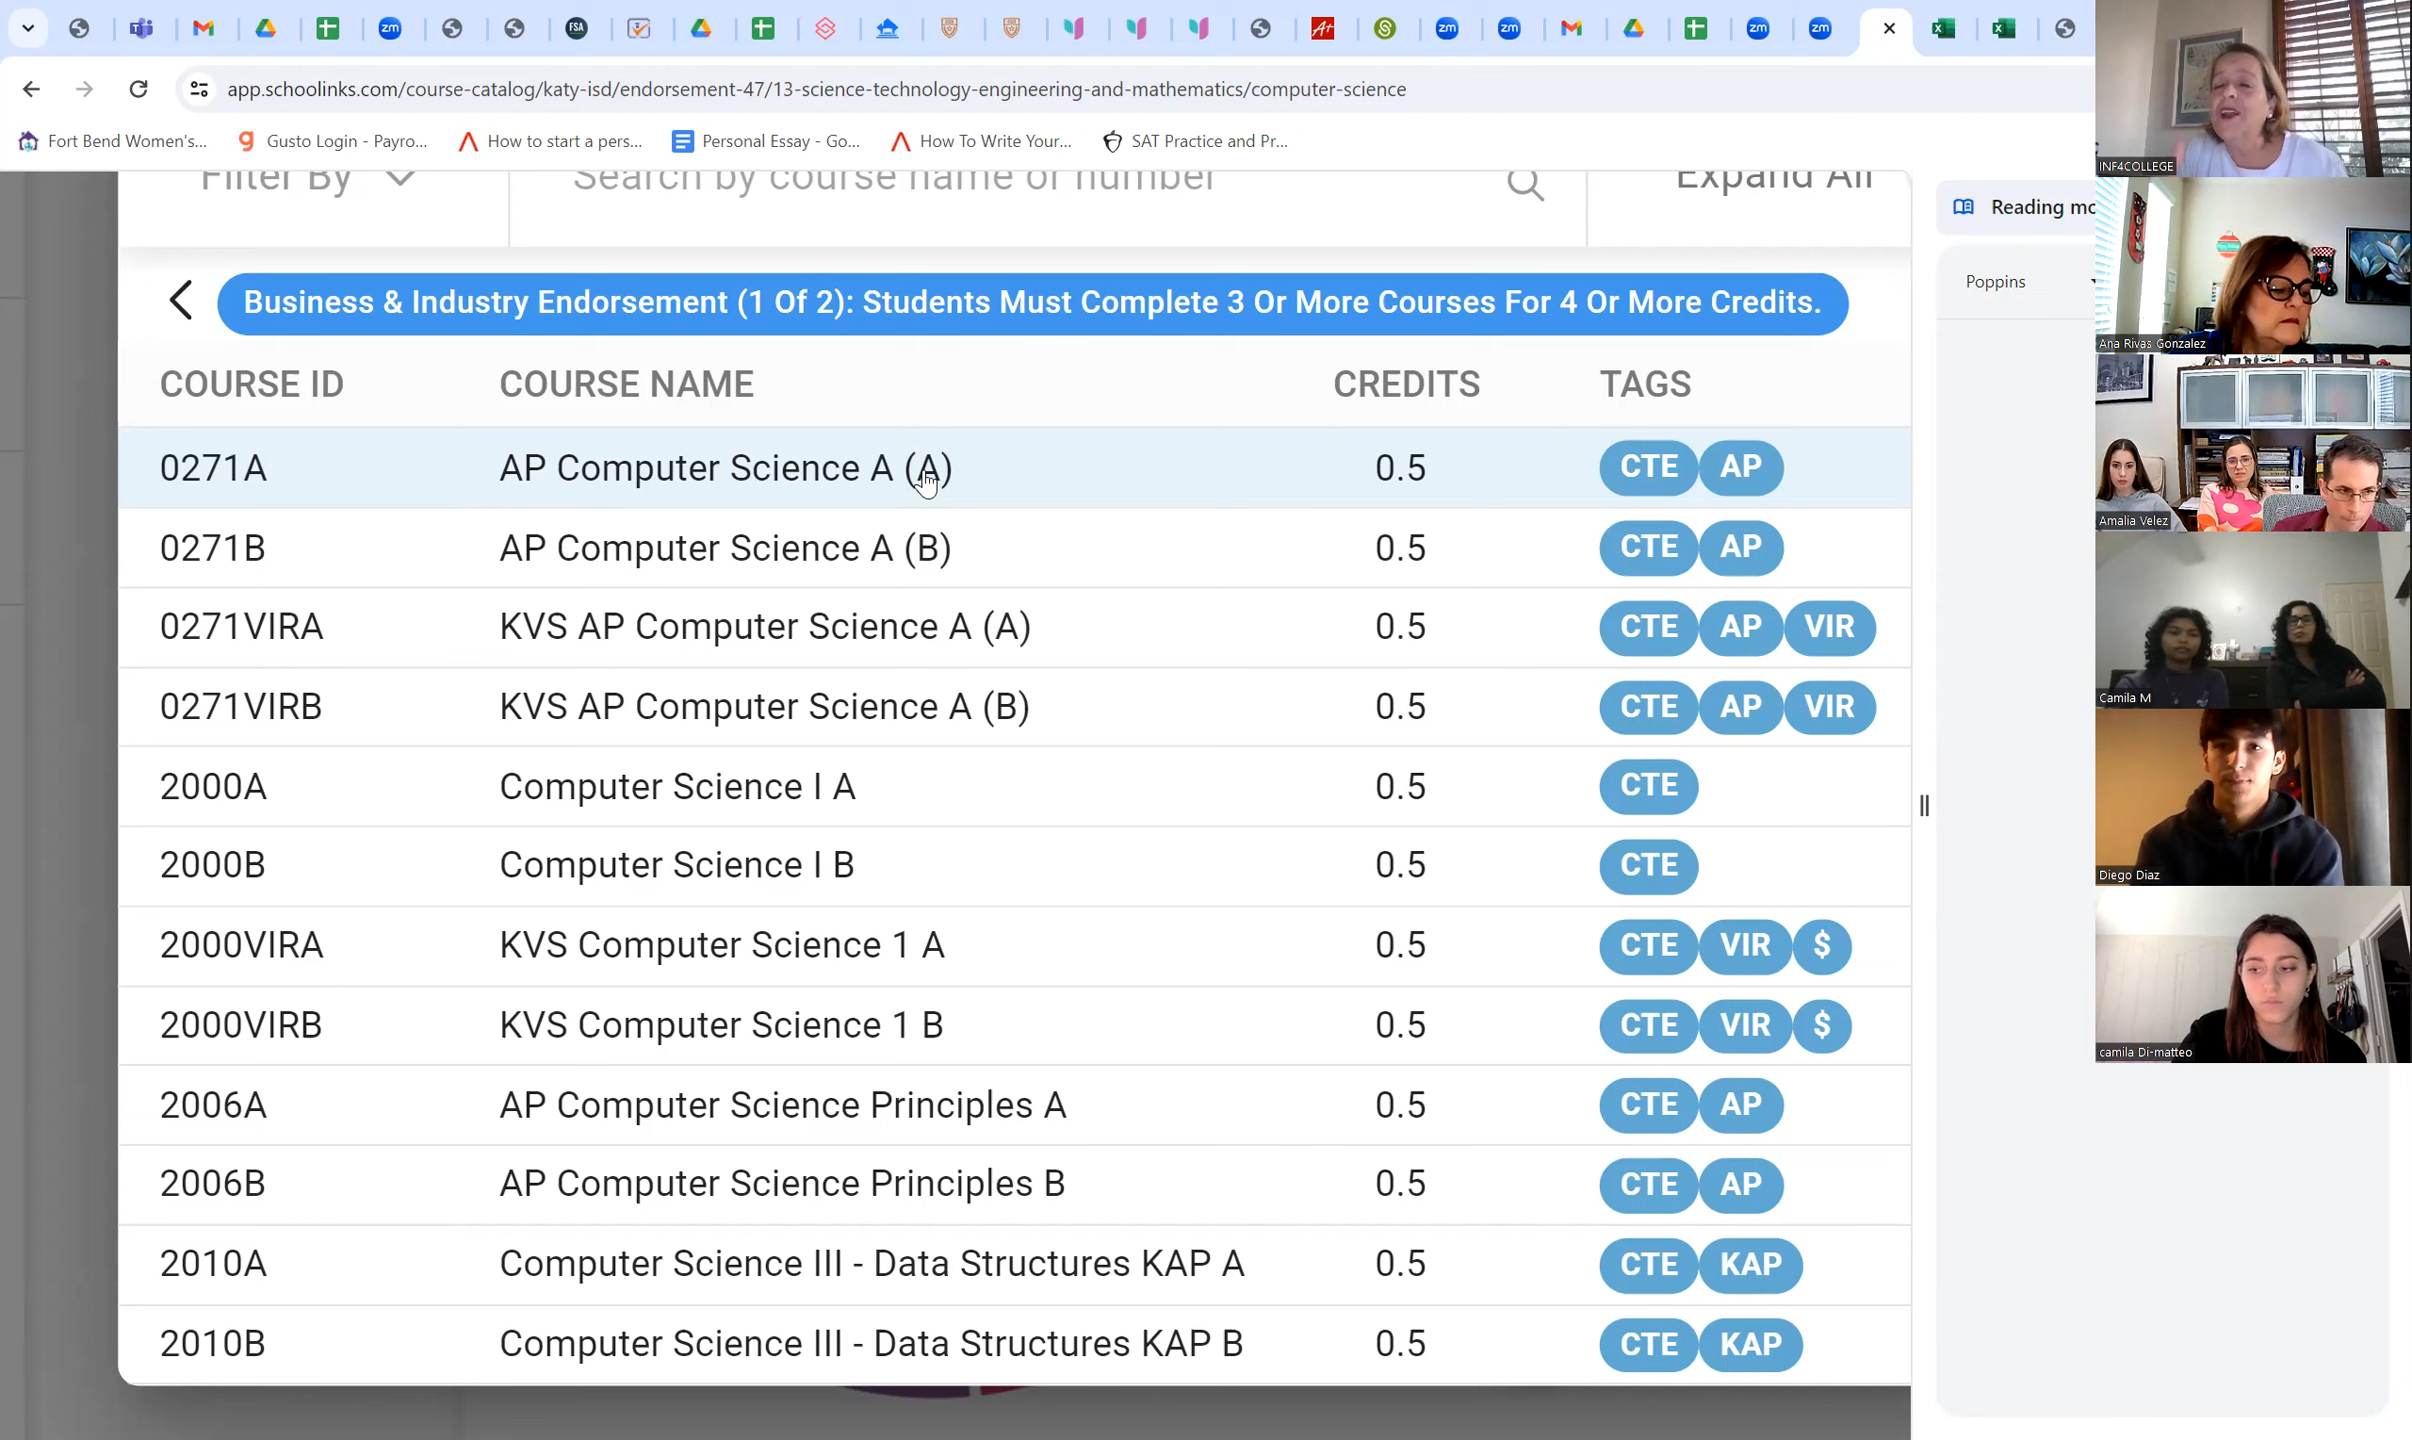 app.schoolinks.com/course-catalog/katy-isd/endorsement-47/13-science-technology-engineering-and-mathematics/computer-science
Fort Bend Women's... Gusto Login - Payro... How to start a pers... Personal Essay - Go... How To Write Your... SAT Practice and Pr...
Filter By Search by course name or number Expand All
Reading mo
Poppins
Business & Industry Endorsement (1 Of 2): Students Must Complete 3 Or More Courses For 4 Or More Credits.
COURSE ID COURSE NAME CREDITS TAGS
0271A AP Computer Science A (A) 0.5 CTE AP
0271B AP Computer Science A (B) 0.5 CTE AP
0271VIRA KVS AP Computer Science A (A) 0.5 CTE AP VIR
0271VIRB KVS AP Computer Science A (B) 0.5 CTE AP VIR
2000A Computer Science I A 0.5 CTE
2000B Computer Science I B 0.5 CTE
2000VIRA KVS Computer Science 1 A 0.5 CTE VIR $
2000VIRB KVS Computer Science 1 B 0.5 CTE VIR $
2006A AP Computer Science Principles A 0.5 CTE AP
2006B AP Computer Science Principles B 0.5 CTE AP
2010A Computer Science III - Data Structures KAP A 0.5 CTE KAP
2010B Computer Science III - Data Structures KAP B 0.5 CTE KAP
INF4COLLEGE
Ana Rivas Gonzalez
Amalia Velez
Camila M
Diego Diaz
camila Di-matteo
zm
FSA
A+
zm
zm
zm
zm